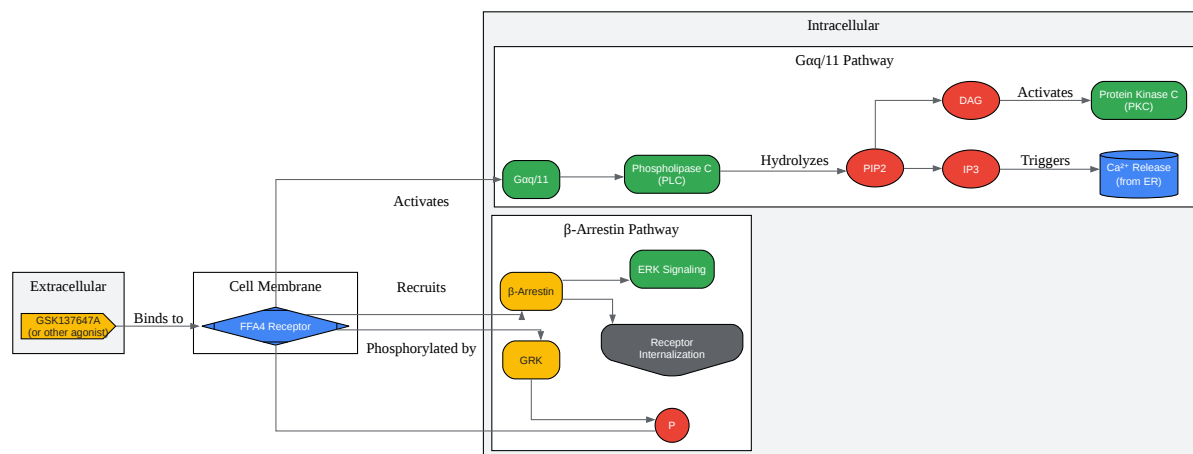 Intracellular
Gαq/11 Pathway
DAG
Activates
Protein Kinase C
(PKC)
Gαq/11
Phospholipase C
(PLC)
Hydrolyzes
PIP2
IP3
Triggers
Ca²⁺ Release
(from ER)
Activates
β-Arrestin Pathway
ERK Signaling
Extracellular
GSK137647A
(or other agonist)
Binds to
Cell Membrane
FFA4 Receptor
Recruits
β-Arrestin
Phosphorylated by
GRK
Receptor
Internalization
P